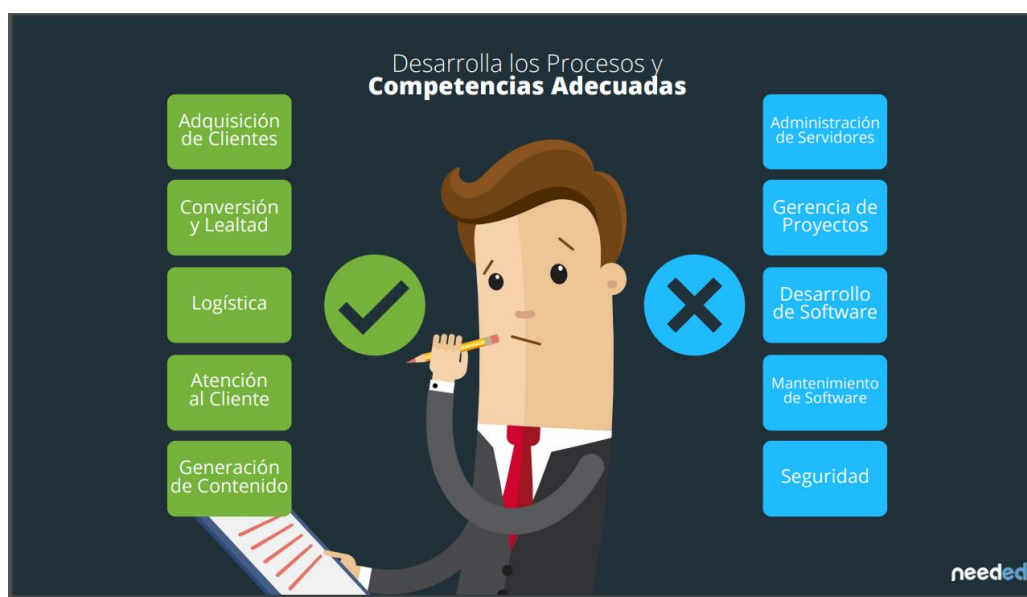 Desarrolla los Procesos y
Competencias Adecuadas
Adquisición
de Clientes
Conversión
y Lealtad
Logística
Atención
al Cliente
Generación
de Contenido
Administración
de Servidores
Gerencia de
Proyectos
Desarrollo
de Software
Mantenimiento
de Software
Seguridad
needed